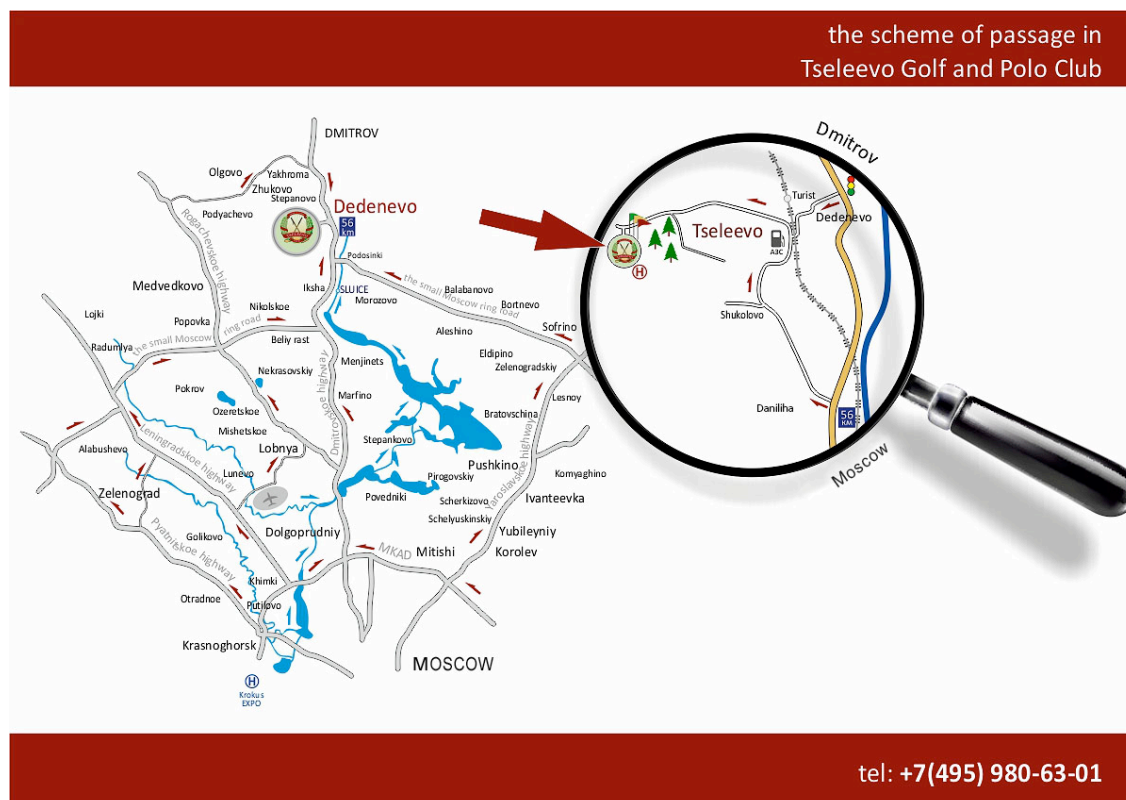 the scheme of passage in
Tseleevo Golf and Polo Club
DMITROV
Olgovo
Yakhroma
Zhukovo
Stepanovo
Dedenevo
Podyachevo
56
km
Rogachevskoe highway
Podosinki
Medvedkovo
Iksha
SLUICE
Morozovo
the small Moscow ring road
Balabanovo
Bortnevo
Nikolskoe
Lojki
Popovka
ring road
Beliy rast
Aleshino
Sofrino
Radumlya
the small Moscow
Menjinets
Eldipino
Zelenogradskiy
Nekrasovskiy
Pokrov
Marfino
Lesnoy
Ozeretskoe
Bratovschina
Dmitrovskoe highway
Mishetskoe
Stepankovo
Leningradskoe highway
Alabushevo
Lobnya
Yaroslavskoe highway
Lunevo
Pushkino
Pirogovskiy
Komyaghino
Zelenograd
Povedniki
Scherkizovo
Ivanteevka
Schelyuskinskiy
Pyatnitskoe highway
Golikovo
Dolgoprudniy
Yubileyniy
MKAD
Mitishi
Korolev
Khimki
Otradnoe
Putilovo
Krasnoghorsk
MOSCOW
H
Krokus
EXPO
Dmitrov
Turist
Dedenevo
Tseleevo
A3C
H
Shukolovo
Daniliha
56
KM
Moscow
tel: +7(495) 980-63-01